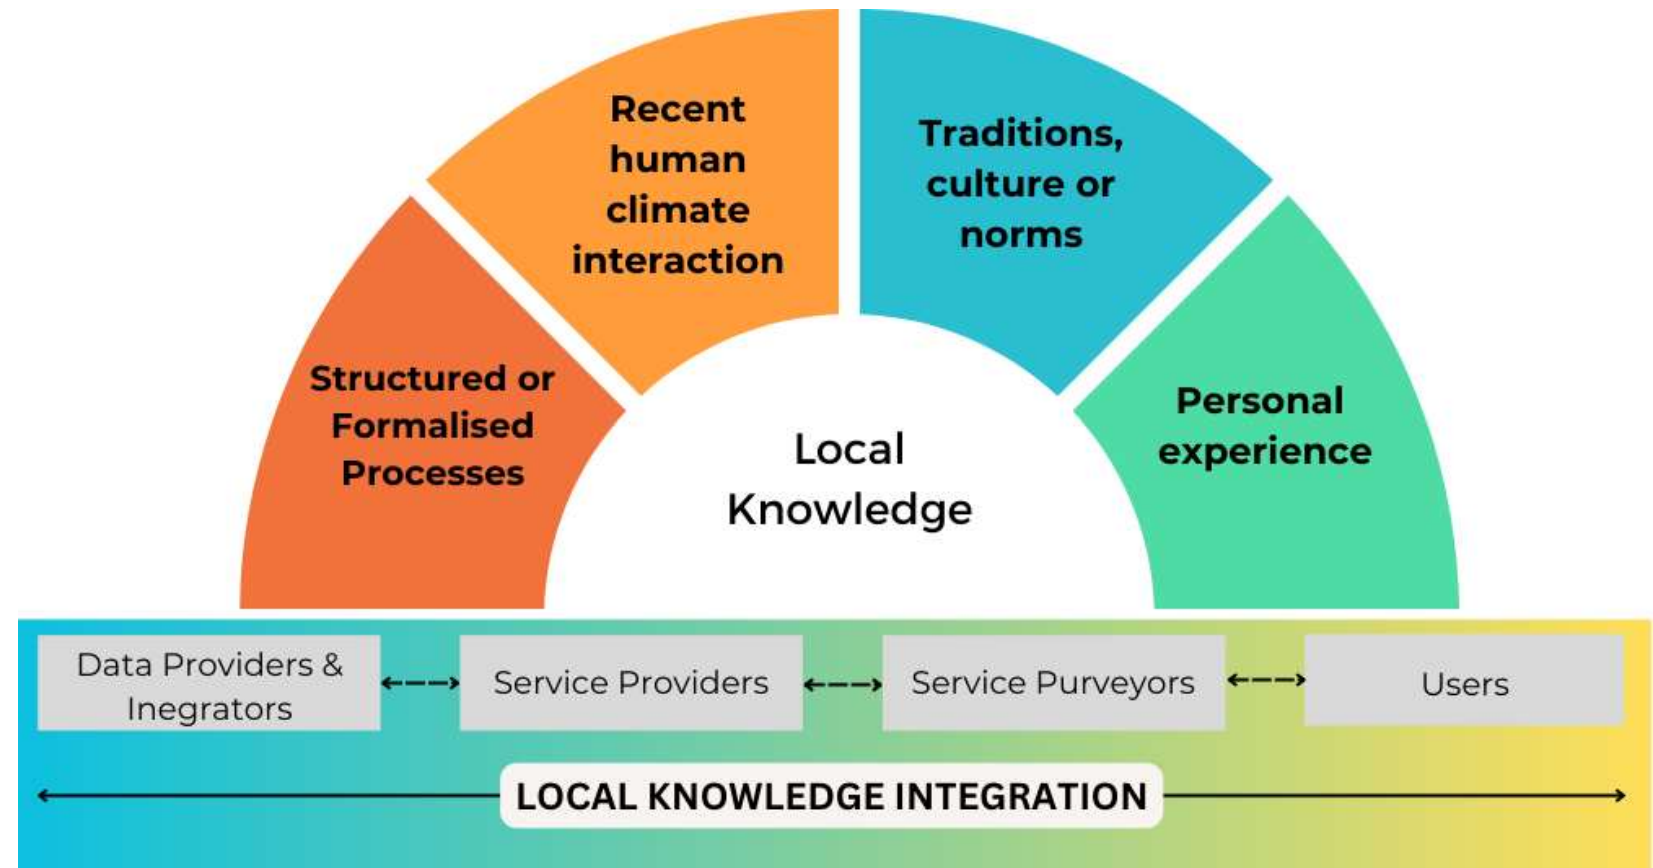 Recent
human
climate
interaction
Traditions,
culture or
norms
Structured or
Formalised
Processes
Personal
experience
Local
Knowledge
Data Providers &
Inegrators
Service Providers
Service Purveyors
Users
LOCAL KNOWLEDGE INTEGRATION